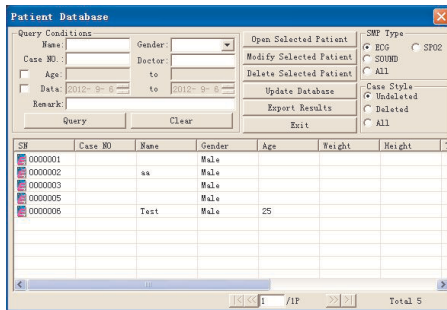 Patient Database
Query Conditions
Name:
Gender:
Case NO. :
Doctor:
Age:
to
Data:
2012- 9- 6
to
2012- 9- 6
Remark:
Query
Clear
Open Selected Patient
Modify Selected Patient
Delete Selected Patient
Update Database
Export Results
Exit
SMP Type
ECG
SPO2
SOUND
All
Case Style
Undeleted
Deleted
All
SN Case NO Name Gender Age Weight Height
0000001 Male
0000002 aa Male
0000003 Male
0000005 Male
0000006 Test Male 25
1 /1P Total 5